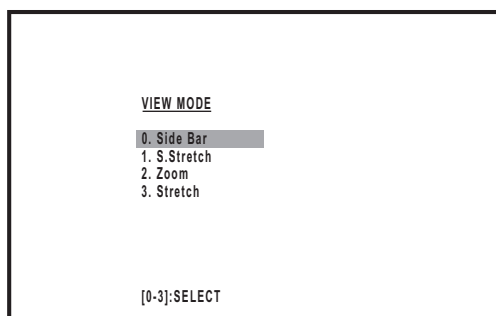 VIEW MODE
0. Side Bar
1. S.Stretch
2. Zoom
3. Stretch
[0-3]:SELECT